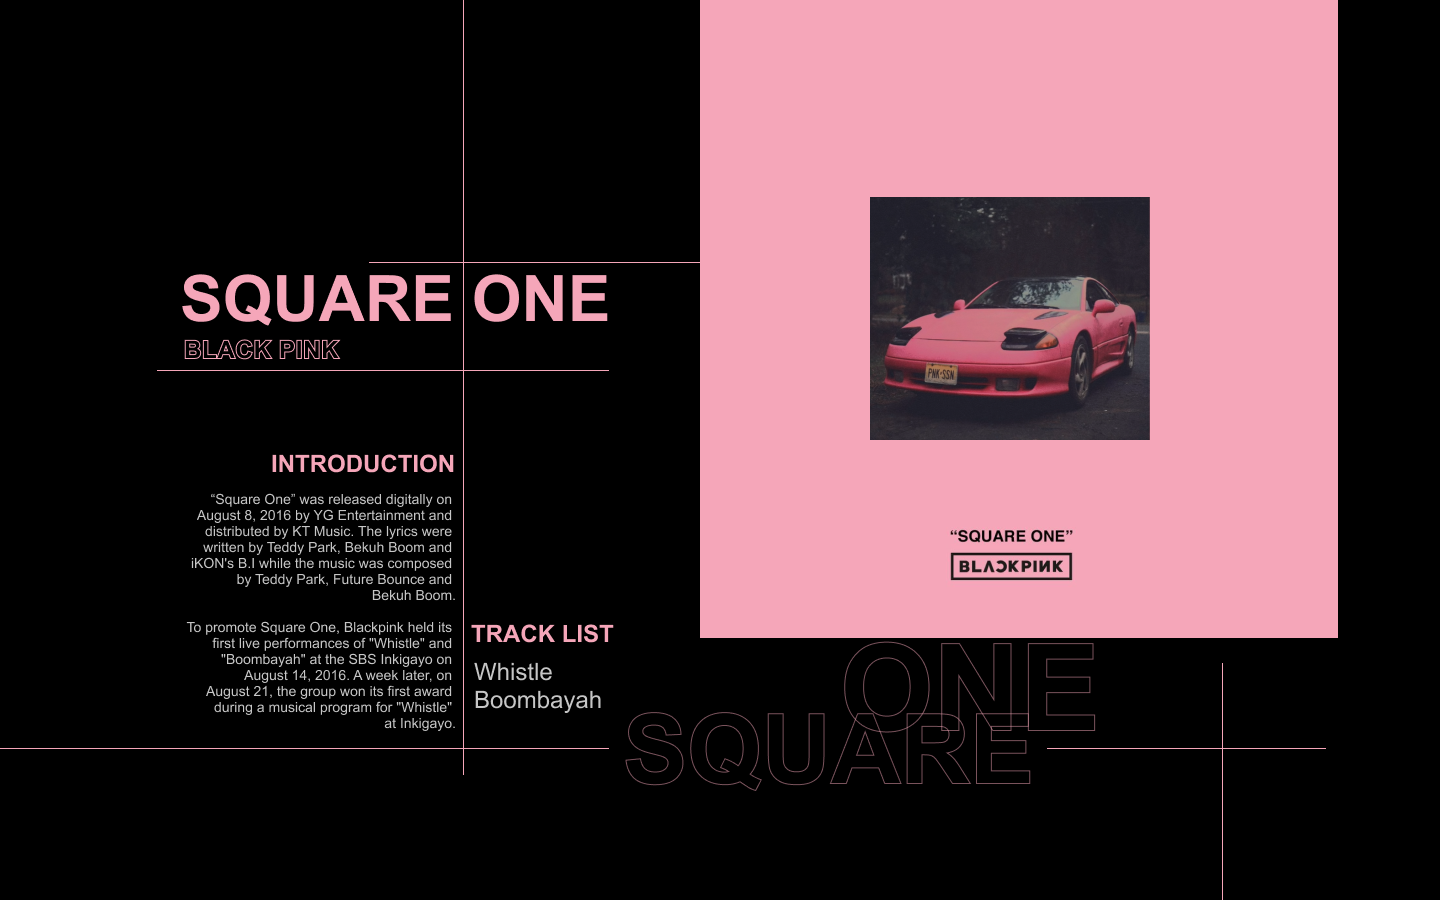 SQUARE ONE
BLACK PINK
INTRODUCTION
“Square One” was released digitally on
August 8, 2016 by YG Entertainment and
distributed by KT Music. The lyrics were
written by Teddy Park, Bekuh Boom and
iKON's B.I while the music was composed
by Teddy Park, Future Bounce and
Bekuh Boom.
To promote Square One, Blackpink held its
first live performances of "Whistle" and
"Boombayah" at the SBS Inkigayo on
August 14, 2016. A week later, on
August 21, the group won its first award
during a musical program for "Whistle"
at Inkigayo.
TRACK LIST
Whistle
Boombayah
PNK·SSN
“SQUARE ONE”
BLACKPINK
ONE
SQUARE